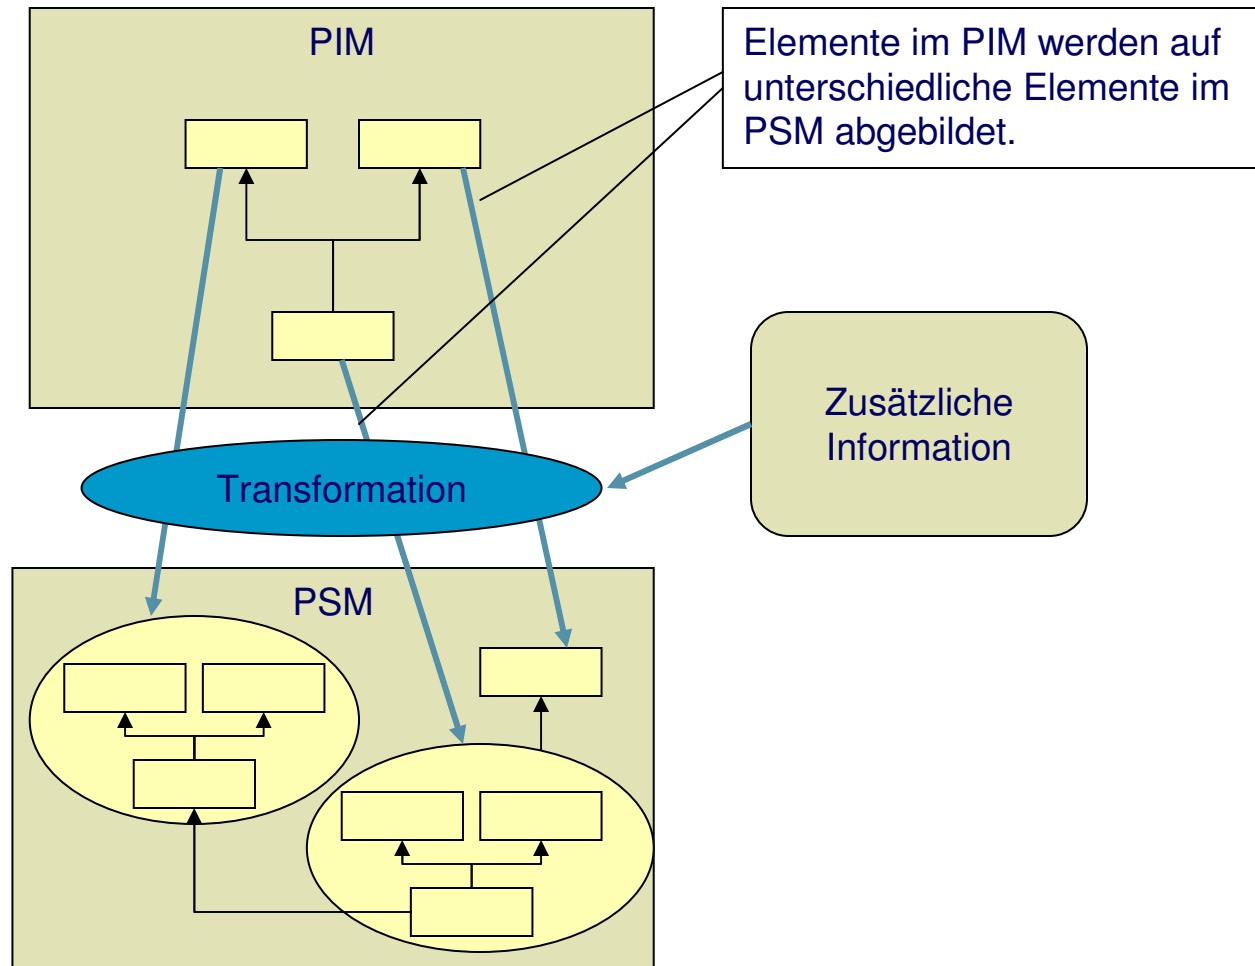 PIM
Elemente im PIM werden auf
unterschiedliche Elemente im
PSM abgebildet.
Zusätzliche
Information
Transformation
PSM